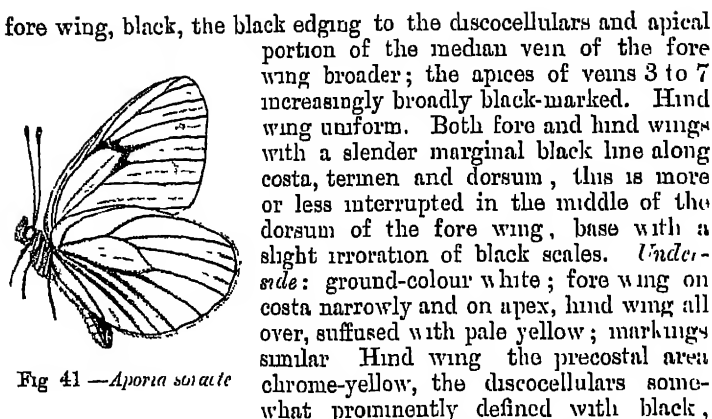 fore wing, black, the black edging to the discocellulars and apical
portion of the median vein of the fore
wing broader; the apices of veins 3 to 7
increasingly broadly black-marked. Hind
wing uniform. Both fore and hind wings
with a slender marginal black line along
costa, termen and dorsum, this is more
or less interrupted in the middle of the
dorsum of the fore wing, base with a
slight irroration of black scales. Under-
side: ground-colour white; fore wing on
costa narrowly and on apex, hind wing all
over, suffused with pale yellow; markings
similar Hind wing the precostal area
chrome-yellow, the discocellulars some-
what prominently defined with black,
Fig 41 —Aporia soracte